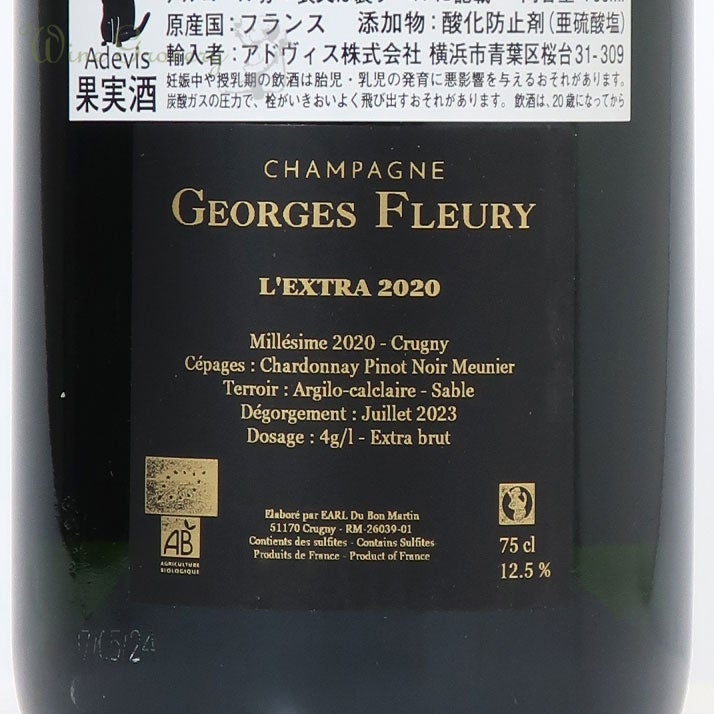 原産国：フランス 添加物：酸化防止剤（亜硫酸塩）
Adevi
輸入者：アドヴィス株式会社 横浜市青葉区桜台31-309
果実酒
妊娠中や授乳期の飲酒は胎児・乳児の発育に悪影響を与えるおそれがあります。
炭酸ガスの圧力で、栓がいきおいよく飛び出すおそれがあります。飲酒は、20歳になってから
CHAMPAGNE
GEORGES FLEURY
L'EXTRA 2020
Millésime 2020 - Crugny
Cépages : Chardonnay Pinot Noir Meunier
Terroir : Argilo-calclaire - Sable
Dégorgement : Juillet 2023
Dosage : 4g/l - Extra brut
AB
AGRICULTURE
BIOLOGIQUE
Elaboré par EARL Du Bon Martin
51170 Crugny - RM-26039-01
Contients des sulfites - Contains Sulfites
Produits de France - Product of France
75 cl
12.5 %